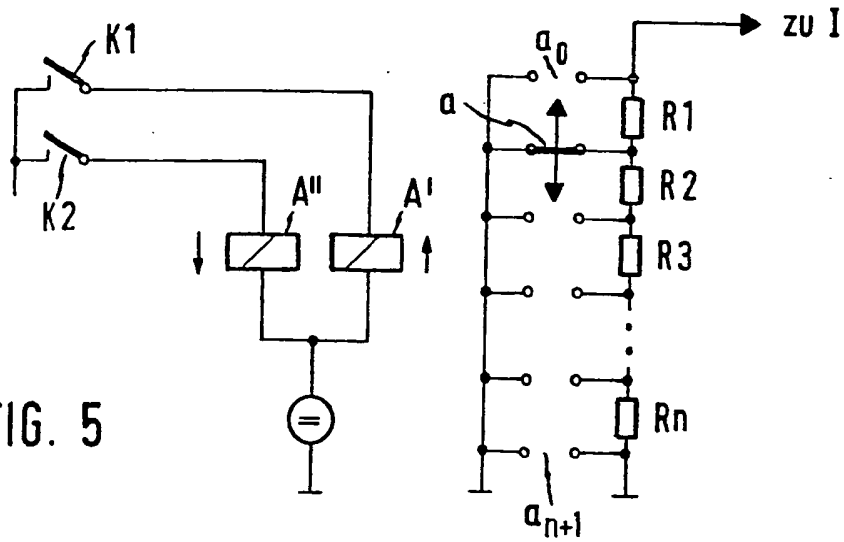 K1
K2
A"
A'
=
a₀
a
zu I
R1
R2
R3
Rn
aₙ₊₁
FIG. 5